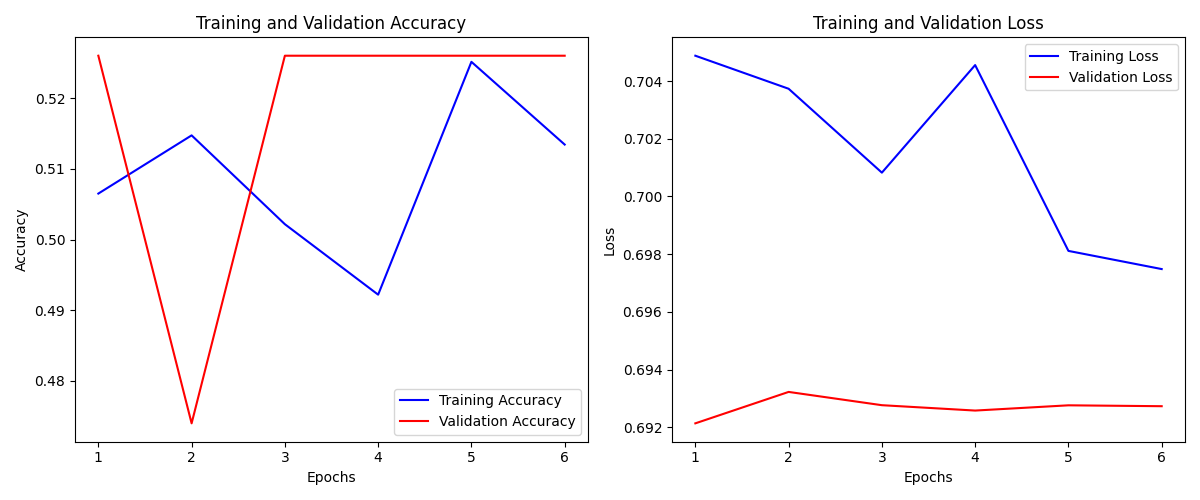 Training and Validation Accuracy
0.52
0.51
0.50
0.49
0.48
Accuracy
1 2 3 4 5 6
Epochs
Training Accuracy
Validation Accuracy
Training and Validation Loss
0.704
0.702
0.700
0.698
0.696
0.694
0.692
Loss
1 2 3 4 5 6
Epochs
Training Loss
Validation Loss